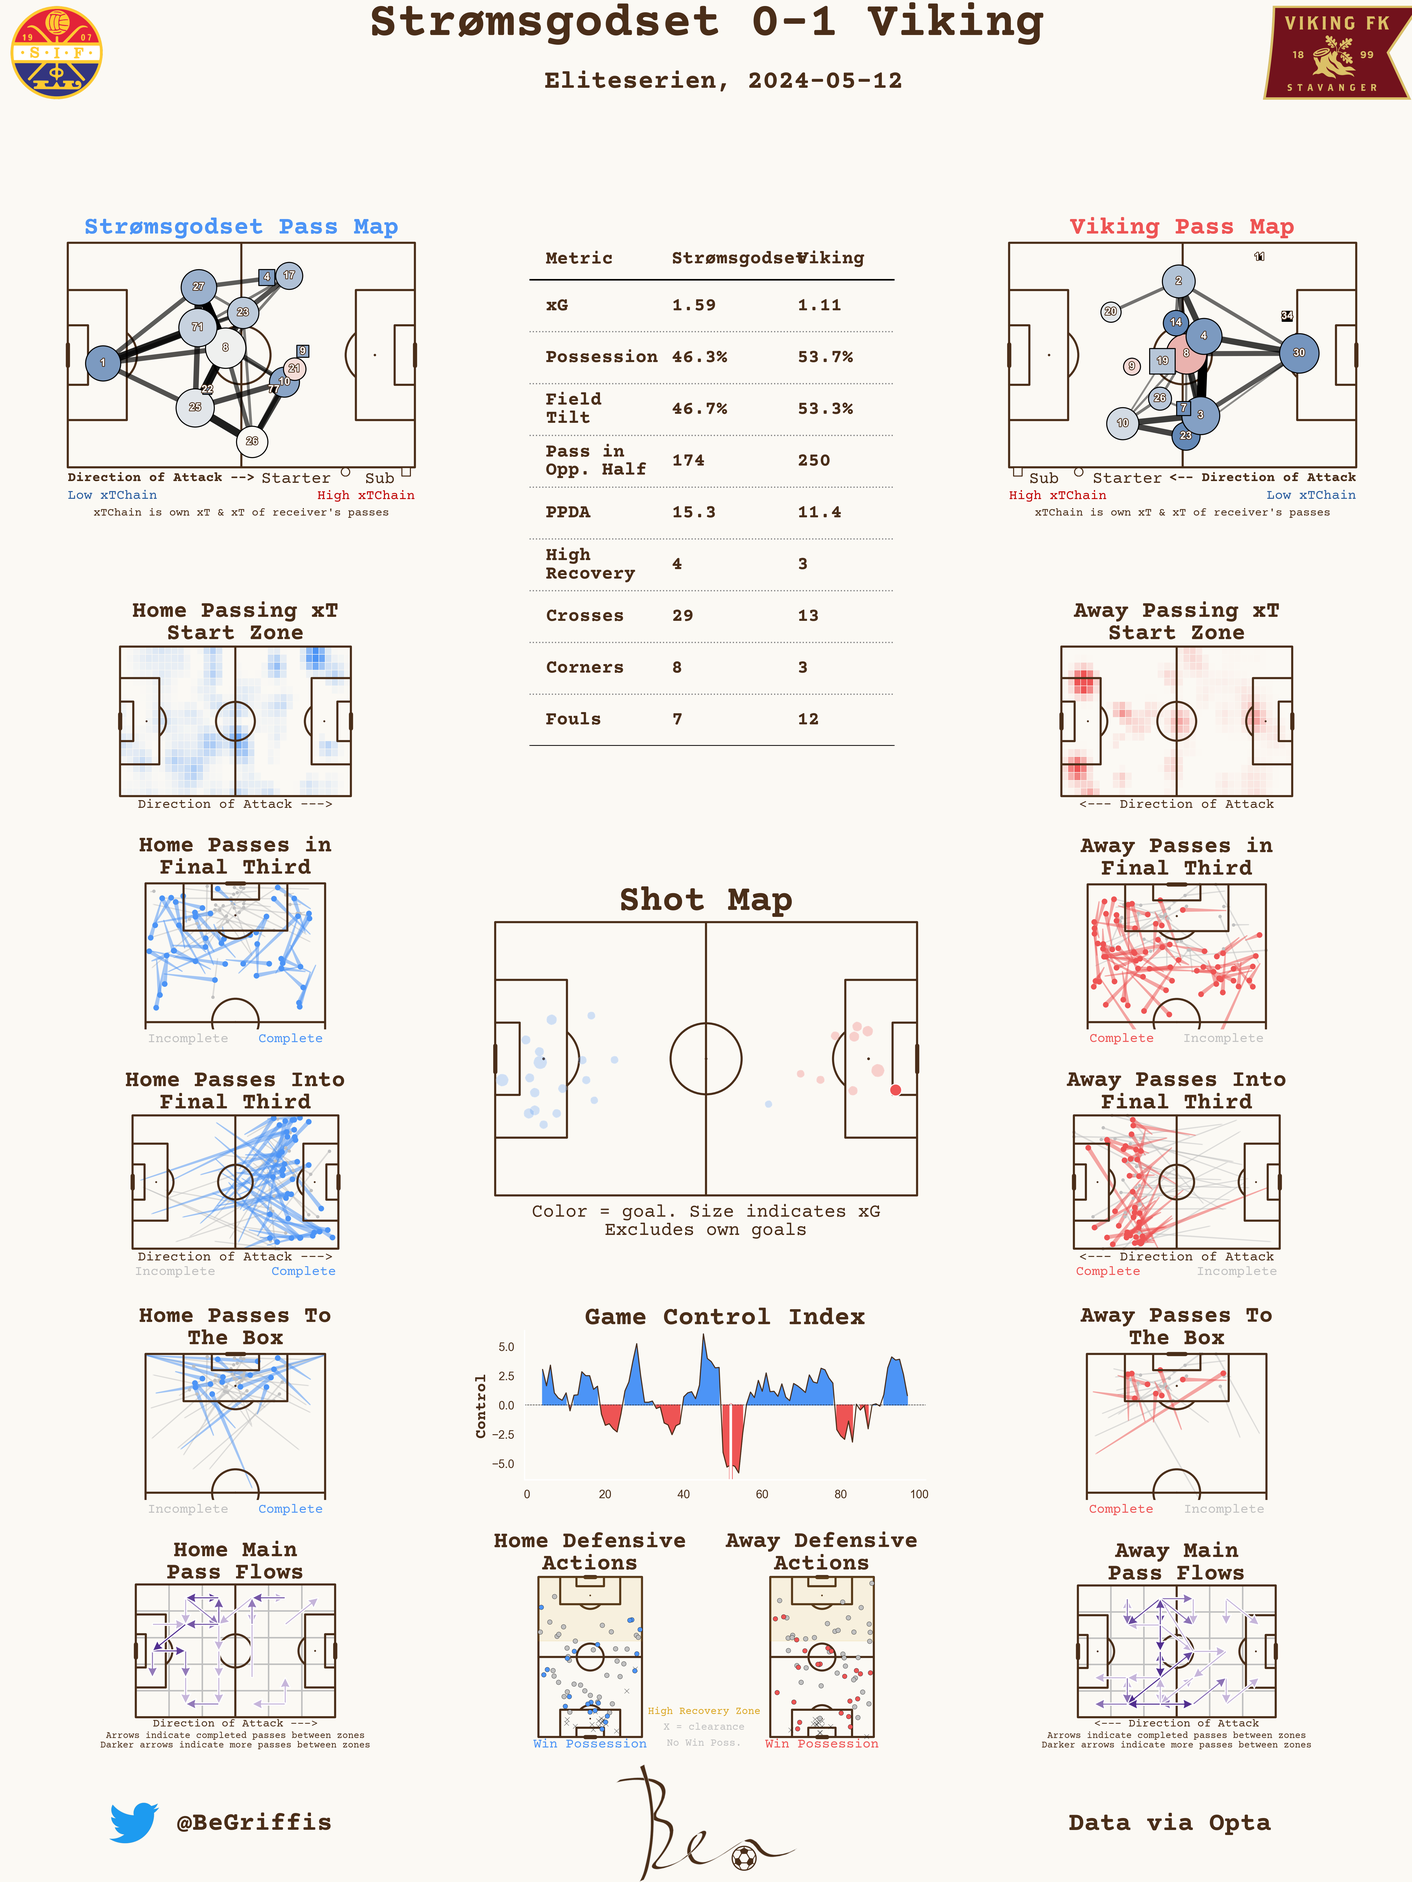 Strømsgodset 0-1 Viking
Eliteserien, 2024-05-12
19 07
S·I·F
VIKING FK
18 99
STAVANGER
Strømsgodset Pass Map
27
4
17
23
71
8
1
9
21
10
22
77
25
26
Direction of Attack --> Starter Sub
Low xTChain High xTChain
xTChain is own xT & xT of receiver's passes
Metric Strømsgodset Viking
xG 1.59 1.11
Possession 46.3% 53.7%
Field
Tilt 46.7% 53.3%
Pass in
Opp. Half 174 250
PPDA 15.3 11.4
High
Recovery 4 3
Crosses 29 13
Corners 8 3
Fouls 7 12
Viking Pass Map
11
2
20
14
34
4
8
19
30
9
26
7
3
10
23
Sub Starter <-- Direction of Attack
High xTChain Low xTChain
xTChain is own xT & xT of receiver's passes
Home Passing xT
Start Zone
Direction of Attack --->
Away Passing xT
Start Zone
<--- Direction of Attack
Home Passes in
Final Third
Incomplete Complete
Away Passes in
Final Third
Complete Incomplete
Shot Map
Color = goal. Size indicates xG
Excludes own goals
Home Passes Into
Final Third
Direction of Attack --->
Incomplete Complete
Away Passes Into
Final Third
<--- Direction of Attack
Complete Incomplete
Home Passes To
The Box
Incomplete Complete
Game Control Index
Control
5.0
2.5
0.0
−2.5
−5.0
0 20 40 60 80 100
Away Passes To
The Box
Complete Incomplete
Home Main
Pass Flows
Direction of Attack --->
Arrows indicate completed passes between zones
Darker arrows indicate more passes between zones
Home Defensive
Actions
Win Possession
High Recovery Zone
X = clearance
No Win Poss.
Away Defensive
Actions
Win Possession
Away Main
Pass Flows
<--- Direction of Attack
Arrows indicate completed passes between zones
Darker arrows indicate more passes between zones
@BeGriffis
Ben
Data via Opta